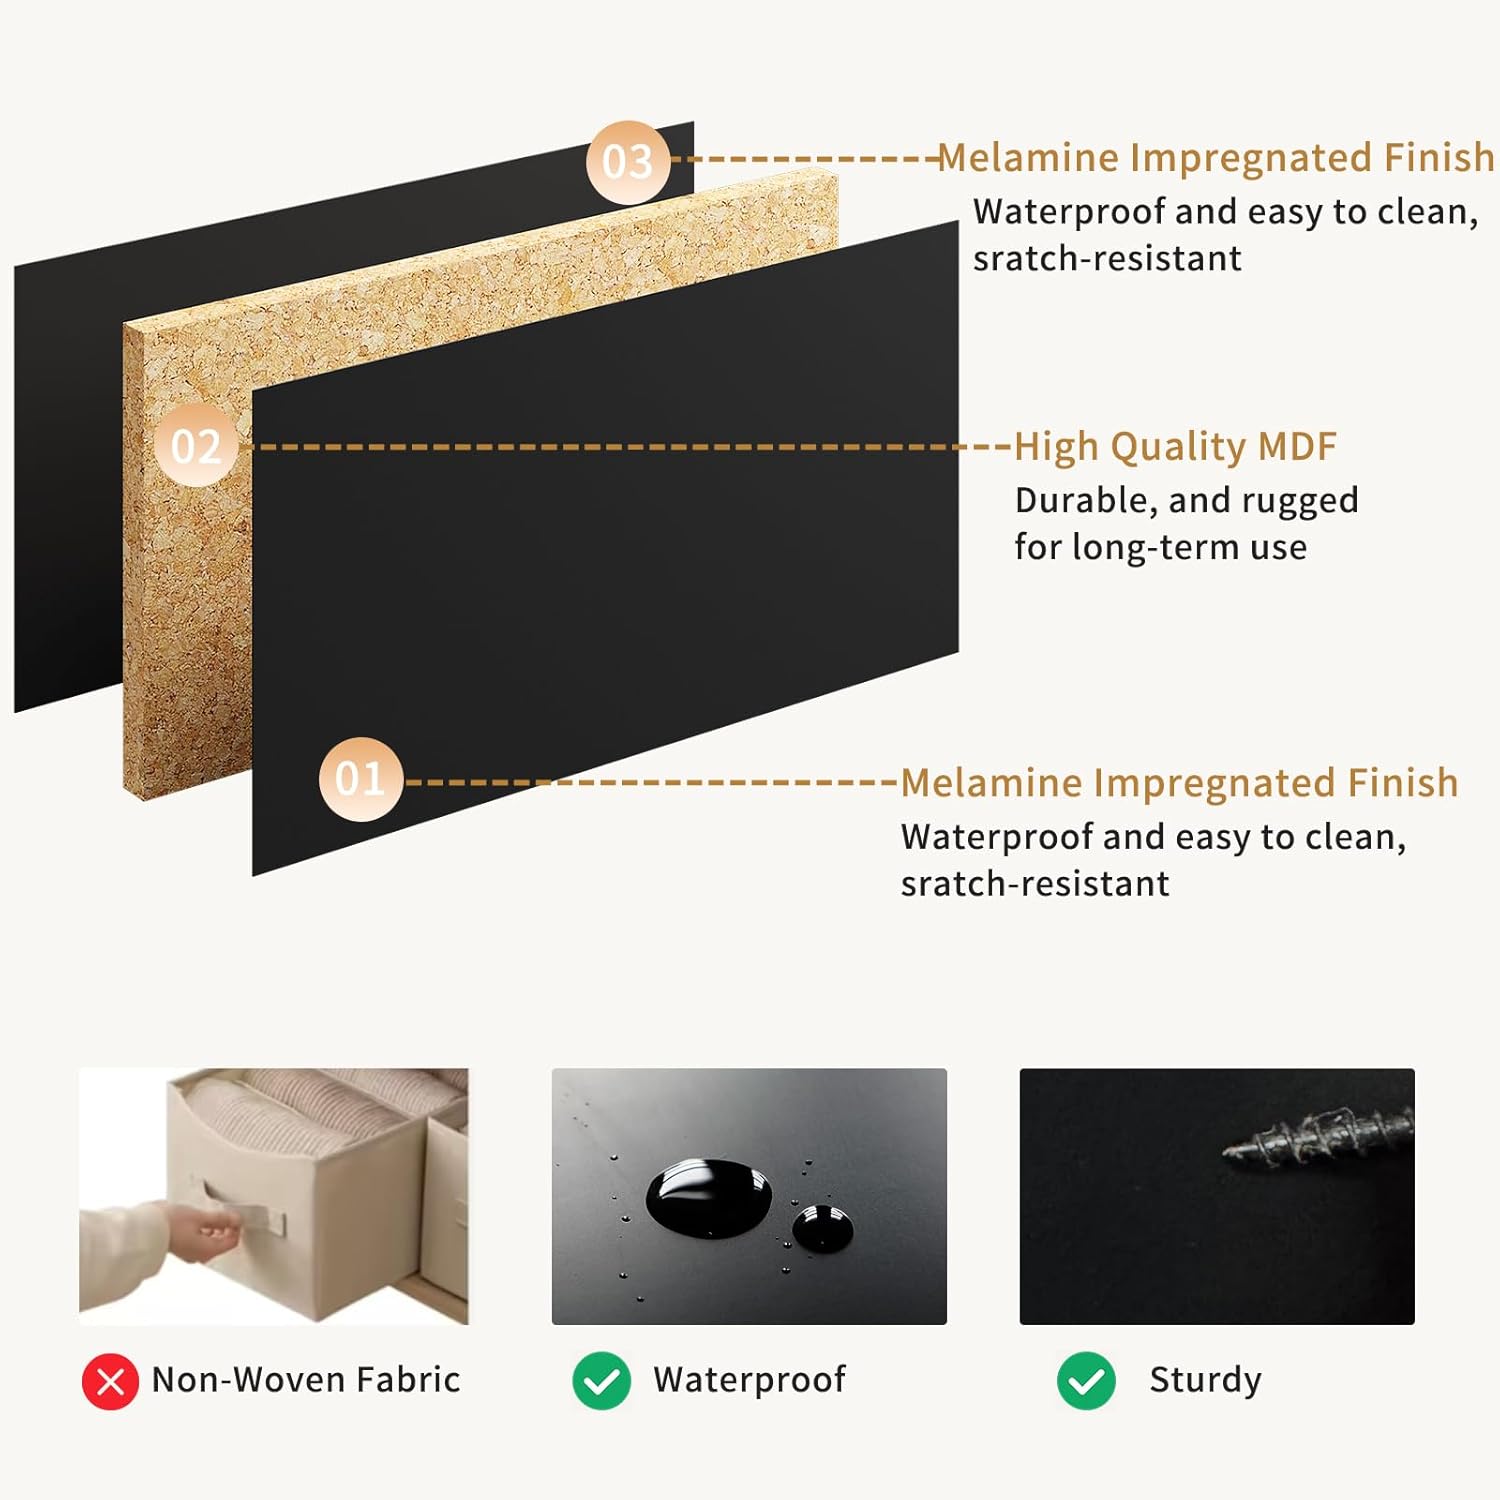 03
Melamine Impregnated Finish
Waterproof and easy to clean,
sratch-resistant
02
High Quality MDF
Durable, and rugged
for long-term use
01
Melamine Impregnated Finish
Waterproof and easy to clean,
sratch-resistant
Non-Woven Fabric
Waterproof
Sturdy